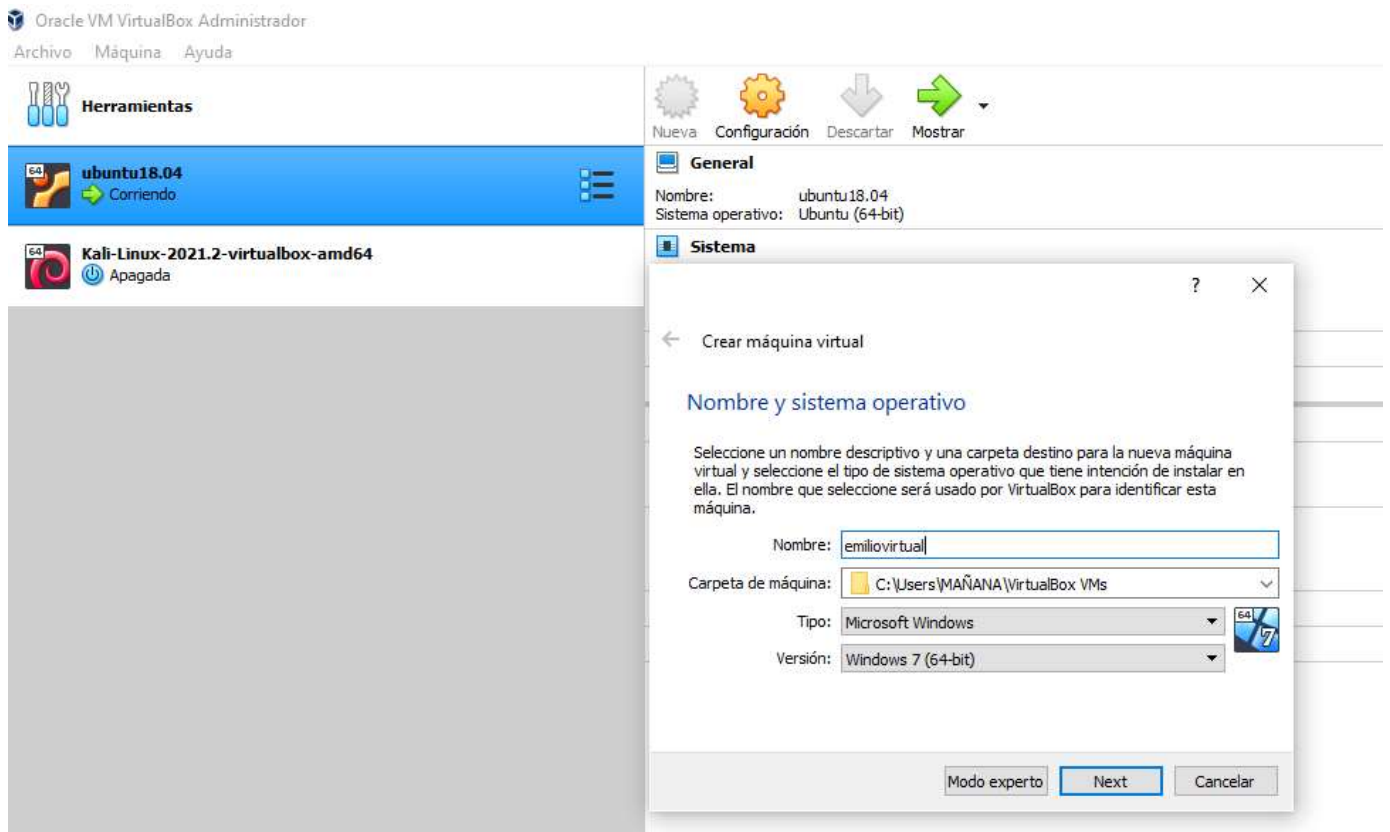 Oracle VM VirtualBox Administrador
Archivo Máquina Ayuda
Herramientas
64
ubuntu18.04
Corriendo
64
Kali-Linux-2021.2-virtualbox-amd64
Apagada
Nueva Configuración Descartar Mostrar
General
Nombre: ubuntu18.04
Sistema operativo: Ubuntu (64-bit)
Sistema
?
Crear máquina virtual
Nombre y sistema operativo
Seleccione un nombre descriptivo y una carpeta destino para la nueva máquina
virtual y seleccione el tipo de sistema operativo que tiene intención de instalar en
ella. El nombre que seleccione será usado por VirtualBox para identificar esta
máquina.
Nombre: emiliovirtual
Carpeta de máquina: C:\Users\MAÑANA\VirtualBox VMs
Tipo: Microsoft Windows
64
7
Versión: Windows 7 (64-bit)
Modo experto Next Cancelar